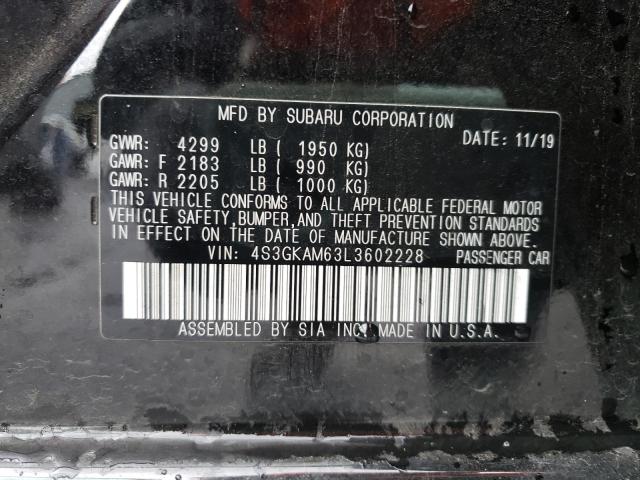 MFD BY SUBARU CORPORATION
GVWR: 4299 LB ( 1950 KG) DATE: 11/19
GAWR: F 2183 LB ( 990 KG)
GAWR: R 2205 LB ( 1000 KG)
THIS VEHICLE CONFORMS TO ALL APPLICABLE FEDERAL MOTOR
VEHICLE SAFETY, BUMPER, AND THEFT PREVENTION STANDARDS
IN EFFECT ON THE DATE OF MANUFACTURE SHOWN ABOVE.
VIN: 4S3GKAM63L3602228 PASSENGER CAR
ASSEMBLED BY SIA INC. MADE IN U.S.A.